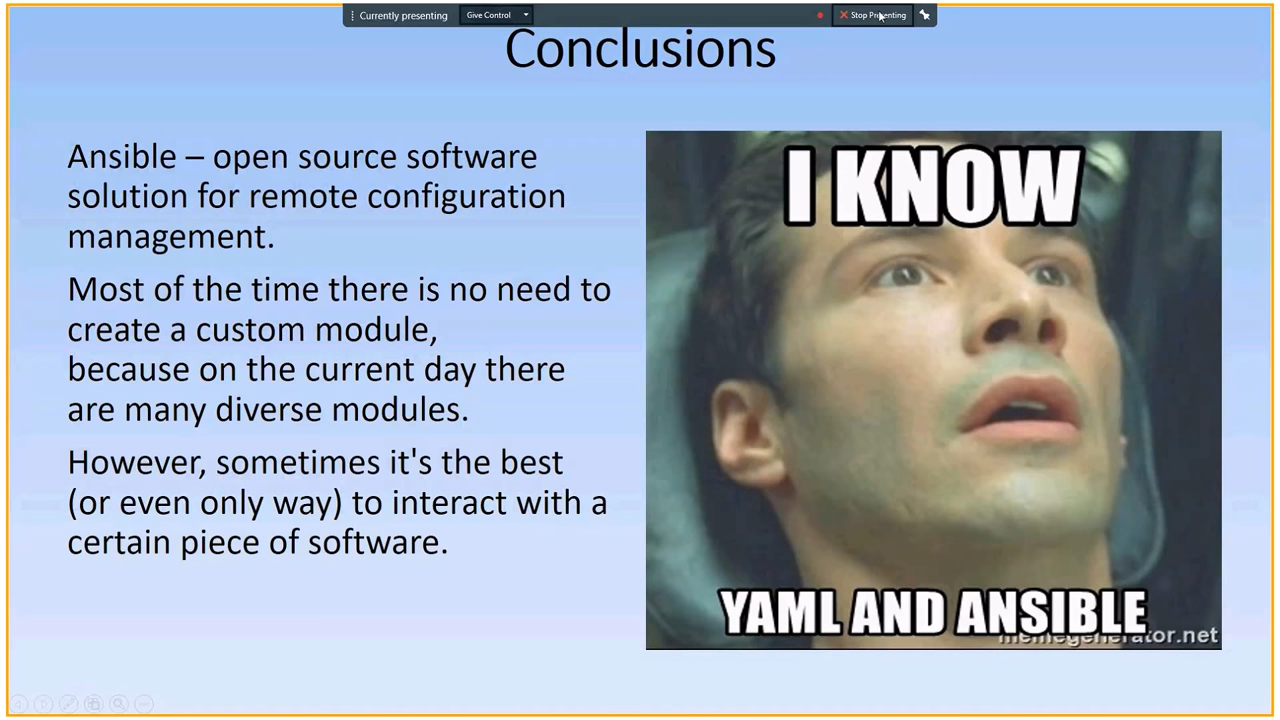 Currently presenting
Give Control
Stop Presenting
Conclusions
Ansible – open source software
solution for remote configuration
management.
Most of the time there is no need to
create a custom module,
because on the current day there
are many diverse modules.
However, sometimes it's the best
(or even only way) to interact with a
certain piece of software.
I KNOW
YAML AND ANSIBLE
memegenerator.net